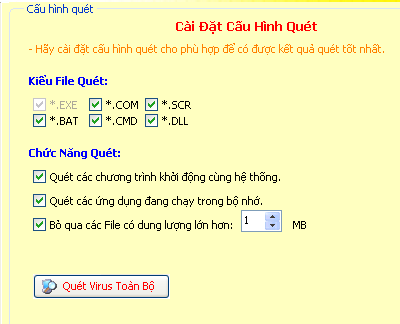 Cấu hình quét
Cài Đặt Cấu Hình Quét
- Hãy cài đặt cấu hình quét cho phù hợp để có được kết quả quét tốt nhất.
Kiểu File Quét:
*.EXE *.COM *.SCR
*.BAT *.CMD *.DLL
Chức Năng Quét:
Quét các chương trình khởi động cùng hệ thống.
Quét các ứng dụng đang chạy trong bộ nhớ.
Bỏ qua các File có dung lượng lớn hơn: 1 MB
Quét Virus Toàn Bộ